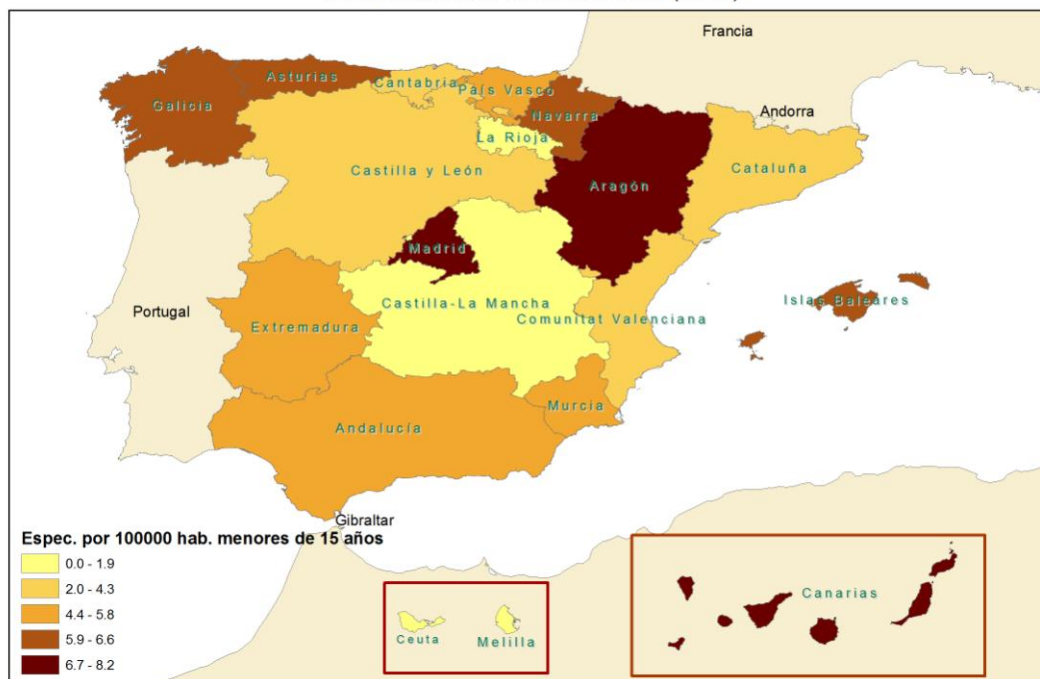 Francia
Asturias
Cantabria
País Vasco
Galicia
Navarra
Andorra
La Rioja
Castilla y León
Cataluña
Aragón
Madrid
Portugal
Castilla-La Mancha
Islas Baleares
Extremadura
Comunitat Valenciana
Murcia
Andalucía
Gibraltar
Espec. por 100000 hab. menores de 15 años
0.0 - 1.9
2.0 - 4.3
4.4 - 5.8
5.9 - 6.6
6.7 - 8.2
Ceuta
Melilla
Canarias